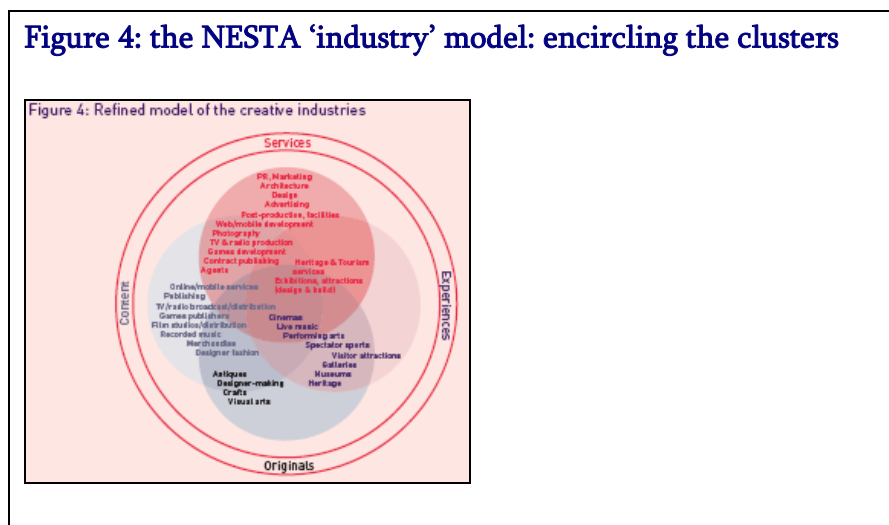 Figure 4: the NESTA ‘industry’ model: encircling the clusters
Figure 4: Refined model of the creative industries
Services
PR, Marketing
Architecture
Design
Advertising
Post-production, facilities
Web/mobile development
Photography
TV & radio production
Games development
Contract publishing
Agents
Heritage & Tourism
services
Exhibitions, attractions
(design & build)
Content
Experiences
Online/mobile services
Publishing
TV/radio broadcast/distribution
Games publishers
Film studios/distribution
Recorded music
Merchandise
Designer fashion
Cinemas
Live music
Performing arts
Spectator sports
Visitor attractions
Galleries
Museums
Heritage
Antiques
Designer-making
Crafts
Visual arts
Originals